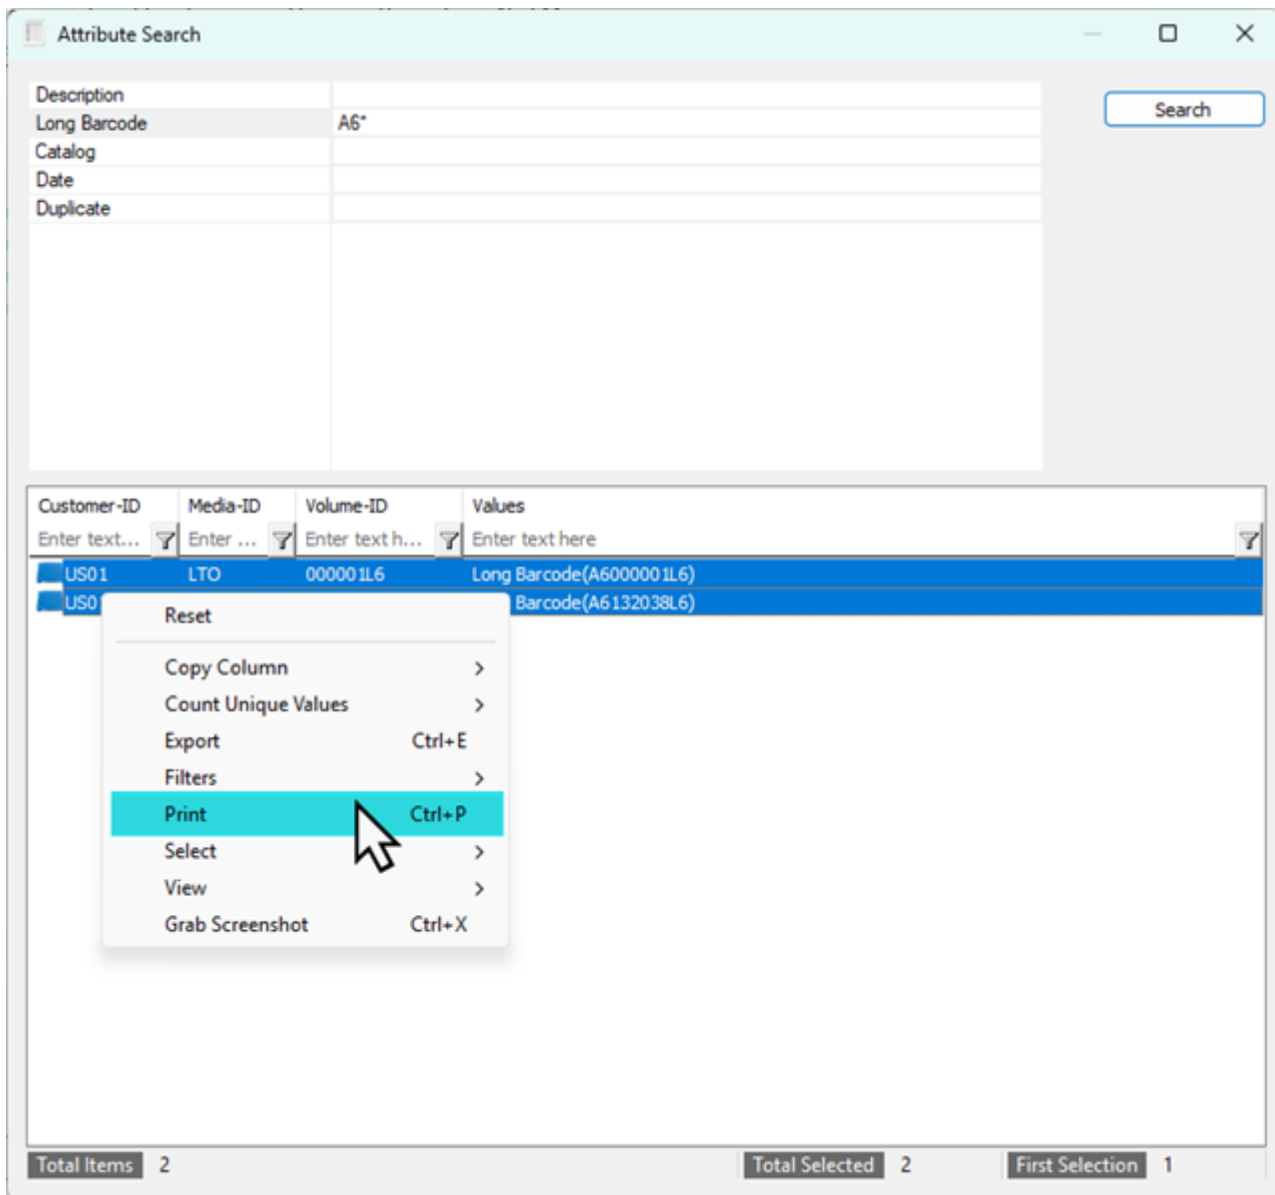 Attribute Search
Description
Search
Long Barcode A6*
Catalog
Date
Duplicate
Customer-ID Media-ID Volume-ID Values
Enter text... Enter ... Enter text h... Enter text here
US01 LTO 000001L6 Long Barcode(A6000001L6)
US0 Barcode(A6132038L6)
Reset
Copy Column
Count Unique Values
Export Ctrl+E
Filters
Print Ctrl+P
Select
View
Grab Screenshot Ctrl+X
Total Items 2 Total Selected 2 First Selection 1